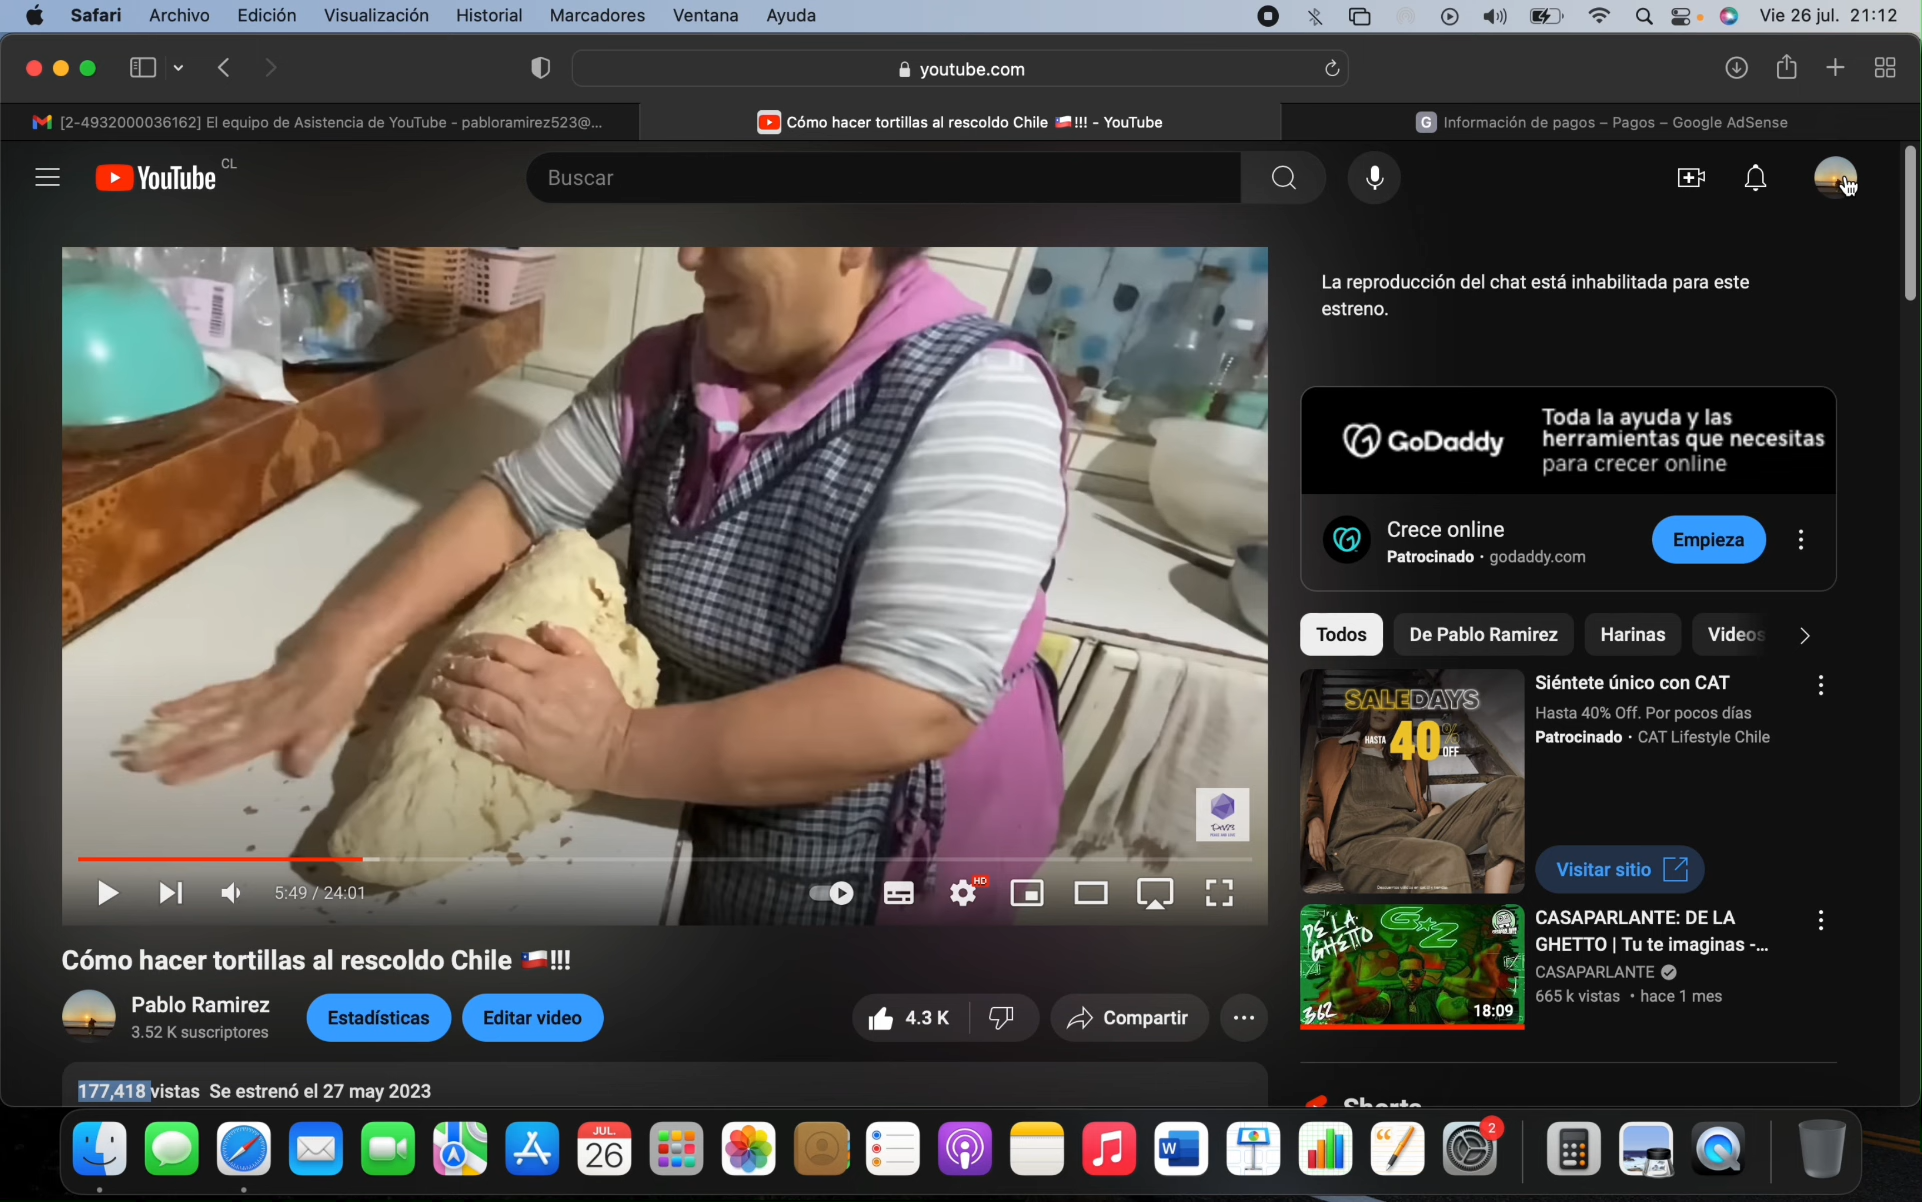 Safari Archivo Edición Visualización Historial Marcadores Ventana Ayuda Vie 26 jul. 21:12
youtube.com
[2-4932000036162] El equipo de Asistencia de YouTube - pabloramirez523@...
Cómo hacer tortillas al rescoldo Chile 🇨🇱!!! - YouTube
G Información de pagos – Pagos – Google AdSense
YouTube CL
Buscar
La reproducción del chat está inhabilitada para este
estreno.
GoDaddy
Toda la ayuda y las
herramientas que necesitas
para crecer online
Crece online
Patrocinado · godaddy.com
Empieza
Todos De Pablo Ramirez Harinas Videos
SALEDAYS
HASTA 40% OFF
Siéntete único con CAT
Hasta 40% Off. Por pocos días
Patrocinado · CAT Lifestyle Chile
Visitar sitio
DE LA GHETTO
362
18:09
CASAPARLANTE: DE LA
GHETTO | Tu te imaginas -...
CASAPARLANTE
665 k vistas • hace 1 mes
Shorts
5:49 / 24:01
HD
Cómo hacer tortillas al rescoldo Chile 🇨🇱!!!
Pablo Ramirez
3.52 K suscriptores
Estadísticas
Editar video
4.3 K
Compartir
177,418 vistas Se estrenó el 27 may 2023
JUL.
26
W
2